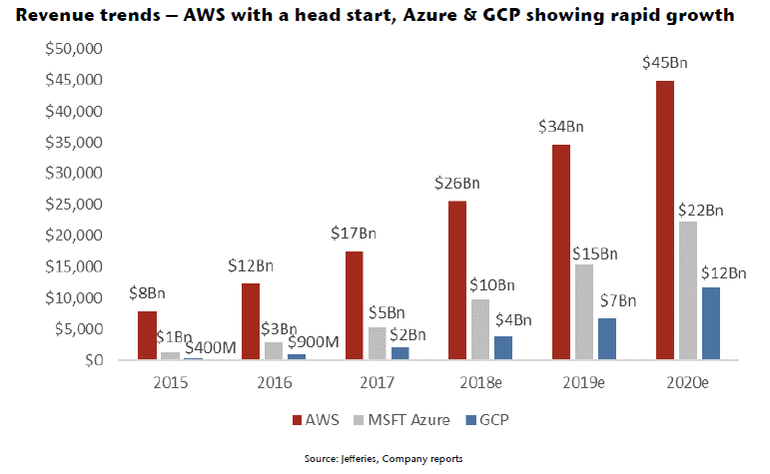 Revenue trends – AWS with a head start, Azure & GCP showing rapid growth
$50,000
$45,000
$40,000
$35,000
$30,000
$25,000
$20,000
$15,000
$10,000
$5,000
$0
$8Bn
$1Bn
$400M
$12Bn
$3Bn
$900M
$17Bn
$5Bn
$2Bn
$26Bn
$10Bn
$4Bn
$34Bn
$15Bn
$7Bn
$45Bn
$22Bn
$12Bn
2015 2016 2017 2018e 2019e 2020e
AWS MSFT Azure GCP
Source: Jefferies, Company reports